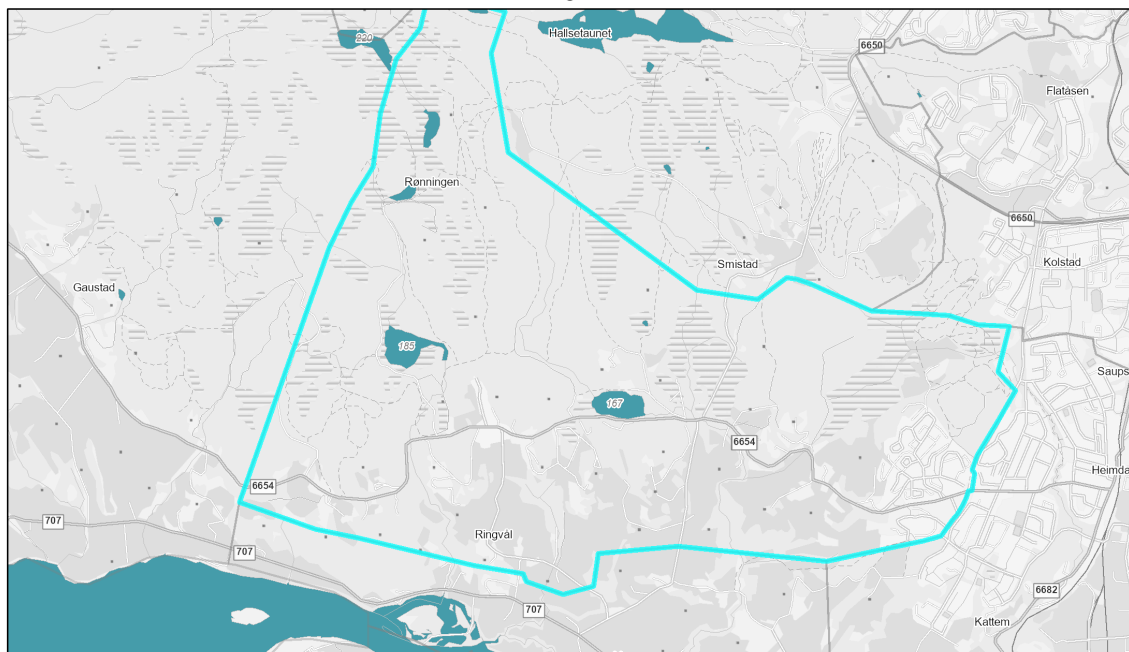 Hallsetaunet
220
6650
Flatåsen
Rønningen
6650
Smistad
Kolstad
Gaustad
185
Saups
167
6654
Heimda
6654
707
Ringvål
707
707
6682
Kattem